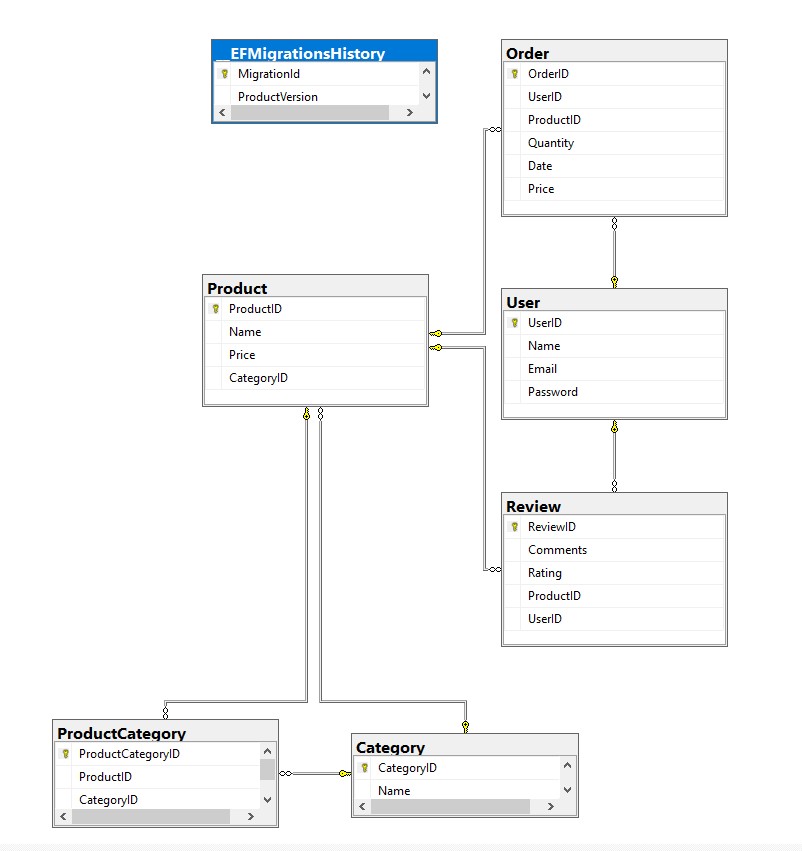 __EFMigrationsHistory
MigrationId
ProductVersion
Order
OrderID
UserID
ProductID
Quantity
Date
Price
Product
ProductID
Name
Price
CategoryID
User
UserID
Name
Email
Password
Review
ReviewID
Comments
Rating
ProductID
UserID
ProductCategory
ProductCategoryID
ProductID
CategoryID
Category
CategoryID
Name